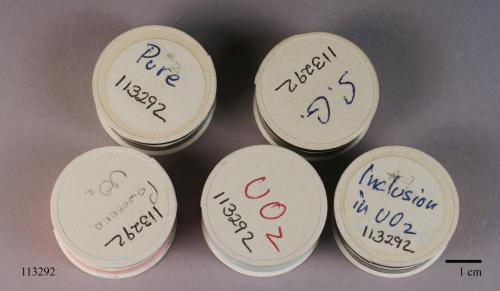 Pure
113292
S.G.
113292
UO2
POWDERED
113292
UO2
113292
Inclusion
in UO2
113292
113292
1 cm